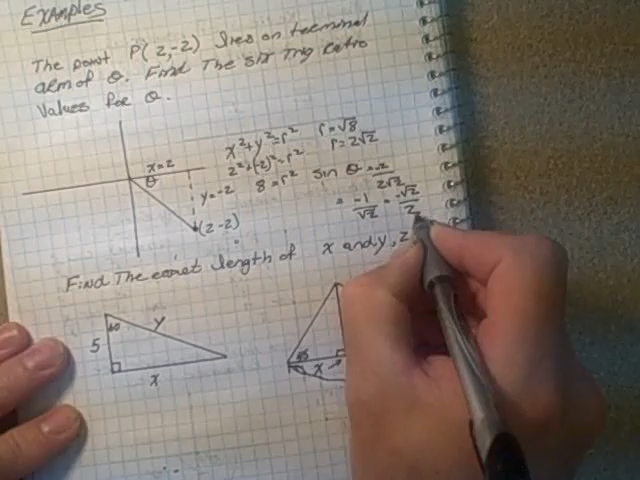 Examples
The point P(2,-2) lies on terminal
arm of θ. Find The six Trig Ratio
Values for θ.
x=2
θ
y=-2
(2-2)
x²+y²=r² r=√8
2²+(-2)²=r² r=2√2
8=r² sin θ = -2/2√2
= -1/√2 = -√2/2
Find The exact length of x and y, z
60
y
5
x
45
x